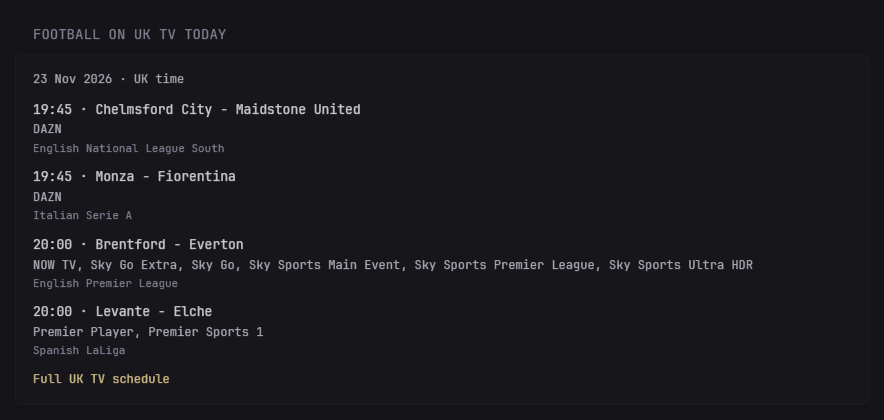 FOOTBALL ON UK TV TODAY
23 Nov 2026 · UK time
19:45 · Chelmsford City - Maidstone United
DAZN
English National League South
19:45 · Monza - Fiorentina
DAZN
Italian Serie A
20:00 · Brentford - Everton
NOW TV, Sky Go Extra, Sky Go, Sky Sports Main Event, Sky Sports Premier League, Sky Sports Ultra HDR
English Premier League
20:00 · Levante - Elche
Premier Player, Premier Sports 1
Spanish LaLiga
Full UK TV schedule